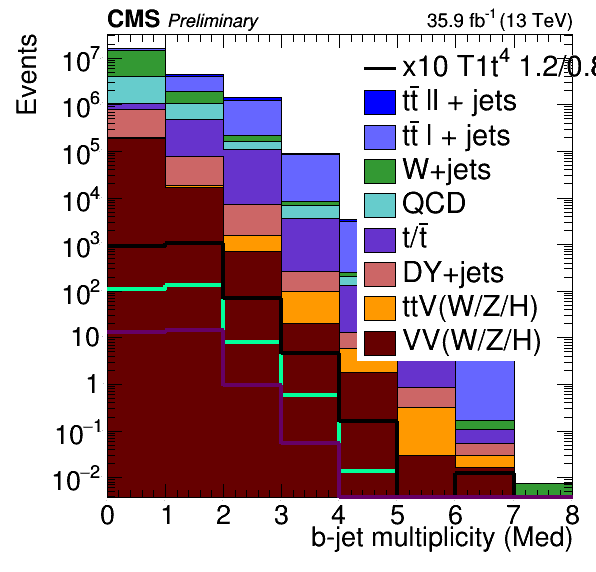 CMS Preliminary 35.9 fb⁻¹ (13 TeV)
Events
10⁷
10⁶
10⁵
10⁴
10³
10²
10
1
10⁻¹
10⁻²
x10 T1t⁴ 1.2/0.8
tt̄ ll + jets
tt̄ l + jets
W+jets
QCD
t/t̄
DY+jets
ttV(W/Z/H)
VV(W/Z/H)
0 1 2 3 4 5 6 7 8
b-jet multiplicity (Med)